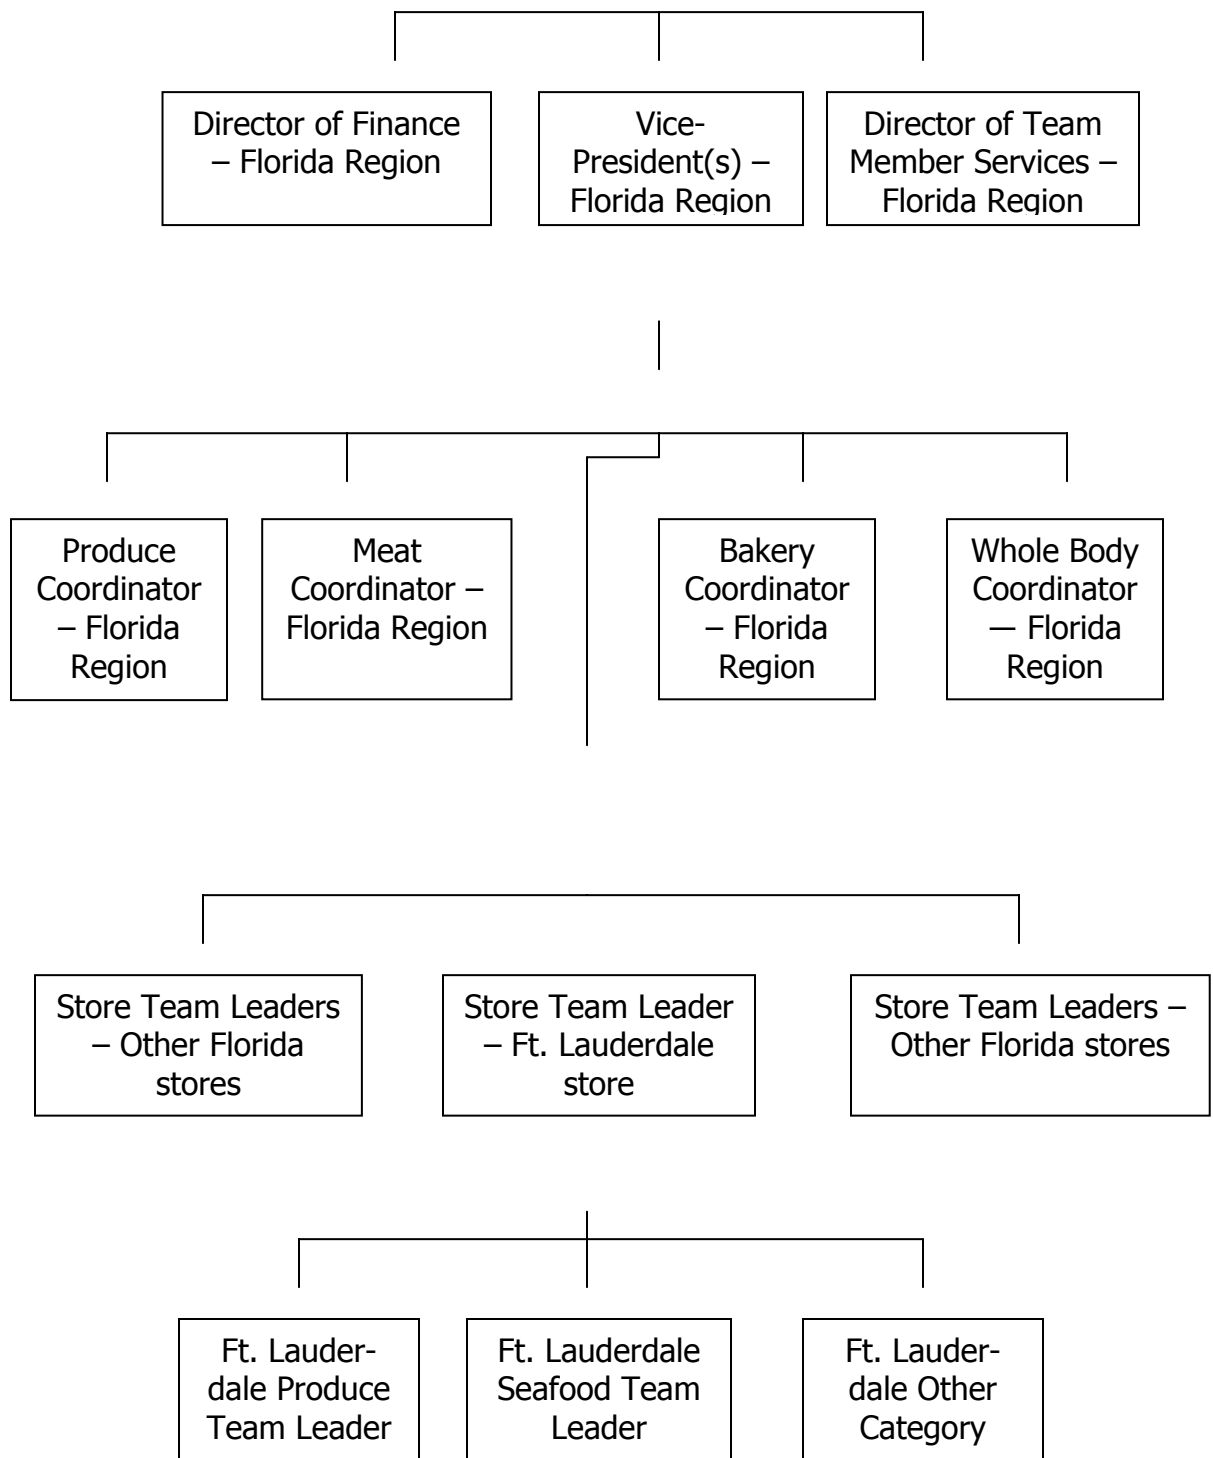 Director of Finance
– Florida Region
Vice-
President(s) –
Florida Region
Director of Team
Member Services –
Florida Region
Produce
Coordinator
– Florida
Region
Meat
Coordinator –
Florida Region
Bakery
Coordinator
– Florida
Region
Whole Body
Coordinator
— Florida
Region
Store Team Leaders
– Other Florida
stores
Store Team Leader
– Ft. Lauderdale
store
Store Team Leaders –
Other Florida stores
Ft. Lauder-
dale Produce
Team Leader
Ft. Lauderdale
Seafood Team
Leader
Ft. Lauder-
dale Other
Category